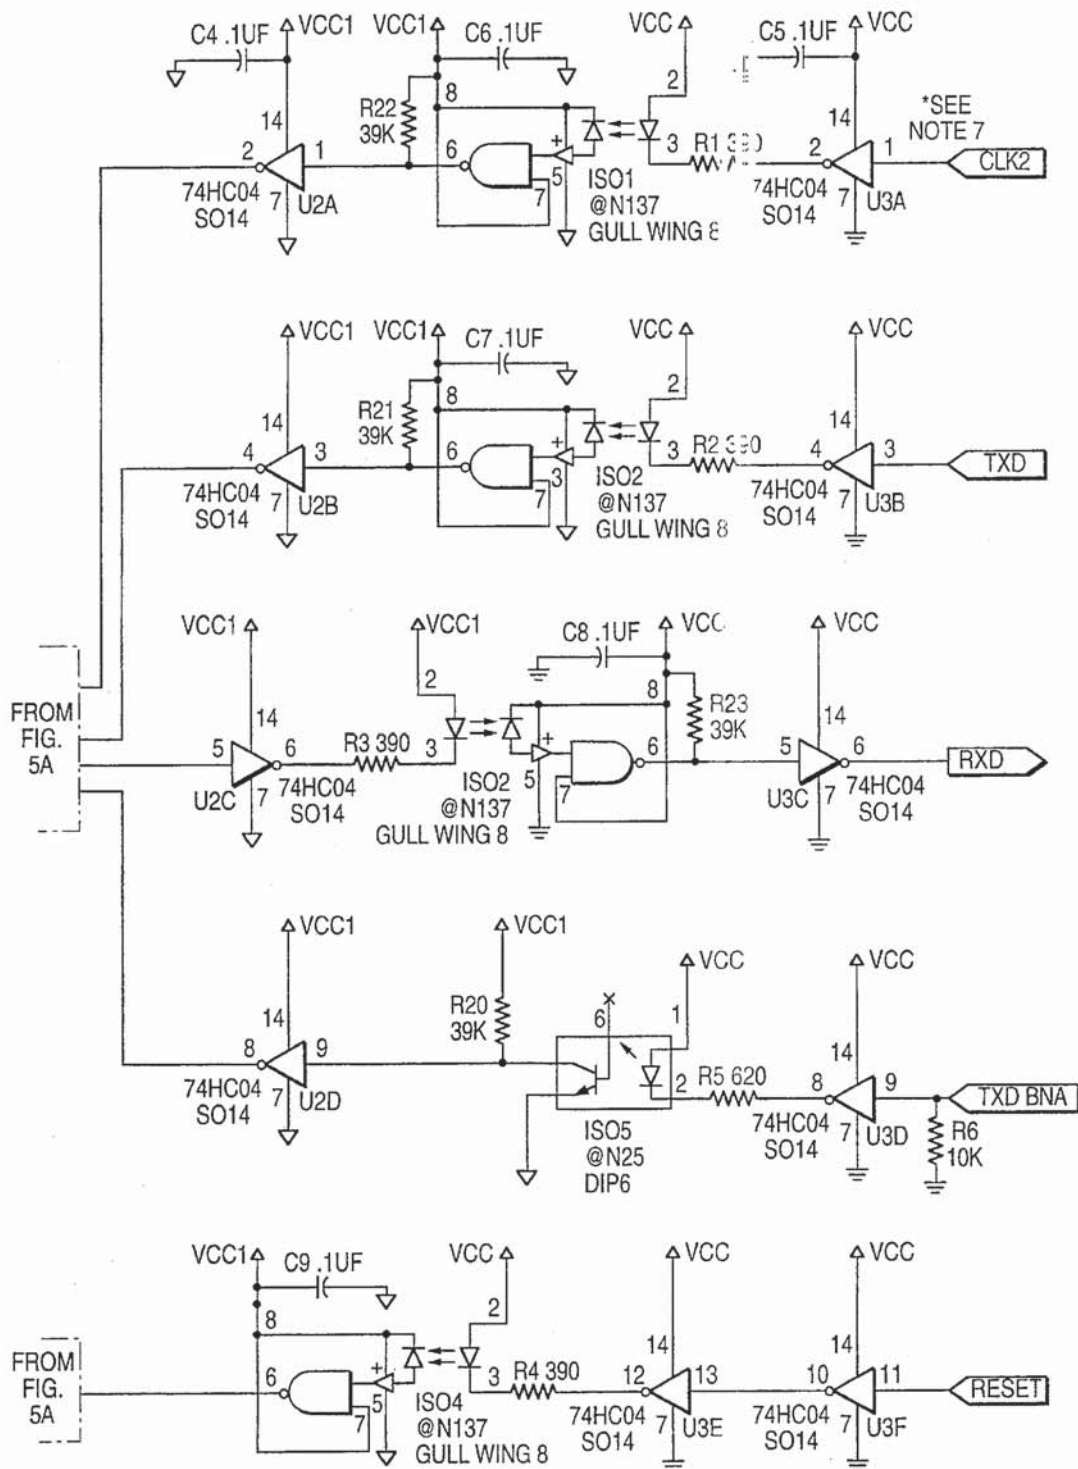 C4 .1UF
VCC1
VCC1
C6 .1UF
VCC
C5 .1UF
VCC
14
R22
39K
8
2
14
*SEE
NOTE 7
2
1
6
+
5
7
3
R1 390
2
1
CLK2
74HC04
SO14
7
U2A
ISO1
@N137
GULL WING 8
74HC04
SO14
7
U3A
VCC1
VCC1
C7 .1UF
VCC
VCC
14
R21
39K
8
2
14
4
3
6
+
3
7
3
R2 390
4
3
TXD
74HC04
SO14
7
U2B
ISO2
@N137
GULL WING 8
74HC04
SO14
7
U3B
FROM
FIG.
5A
VCC1
VCC1
C8 .1UF
VCC
VCC
14
2
8
R23
39K
14
5
6
R3 390
3
+
5
7
6
5
6
RXD
U2C
7
74HC04
SO14
ISO2
@N137
GULL WING 8
U3C
7
74HC04
SO14
VCC1
VCC1
VCC
VCC
14
R20
39K
6
1
14
8
9
2
R5 620
8
9
TXD BNA
74HC04
SO14
7
U2D
ISO5
@N25
DIP6
74HC04
SO14
7
U3D
R6
10K
VCC1
C9 .1UF
VCC
VCC
VCC
8
2
14
14
FROM
FIG.
5A
6
+
5
7
3
R4 390
12
13
10
11
RESET
ISO4
@N137
GULL WING 8
74HC04
SO14
7
U3E
74HC04
SO14
7
U3F